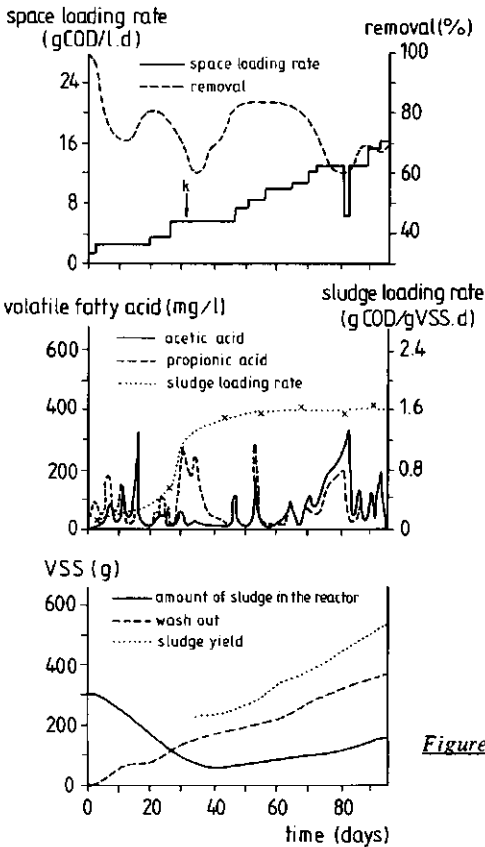 space loading rate
(gCOD/l.d)
removal(%)
24
16
8
0
100
80
60
40
space loading rate
removal
k
volatile fatty acid (mg/l)
sludge loading rate
(g COD/gVSS.d)
600
400
200
0
2.4
1.6
0.8
0
acetic acid
propionic acid
sludge loading rate
VSS (g)
600
400
200
0
amount of sludge in the reactor
wash out
sludge yield
0
20
40
60
80
time (days)
Figure